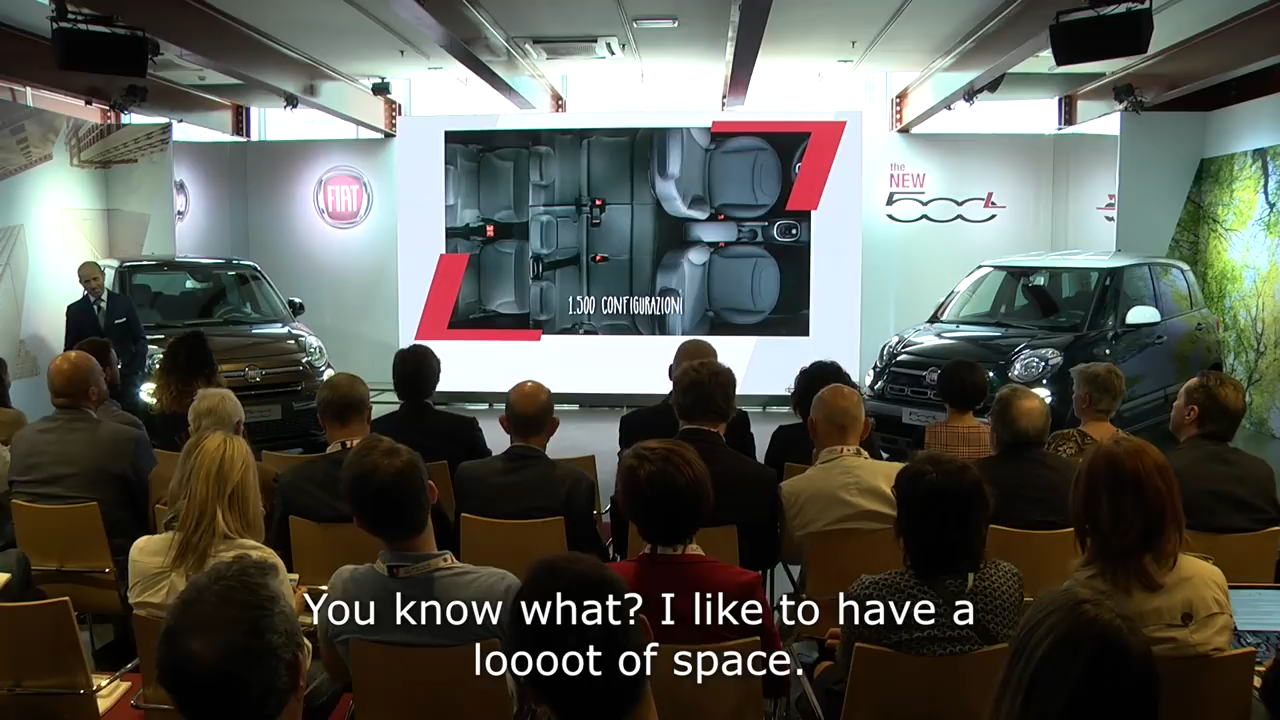 FIAT
the
NEW
500L
1.500 CONFIGURAZIONI
You know what? I like to have a
loooot of space.